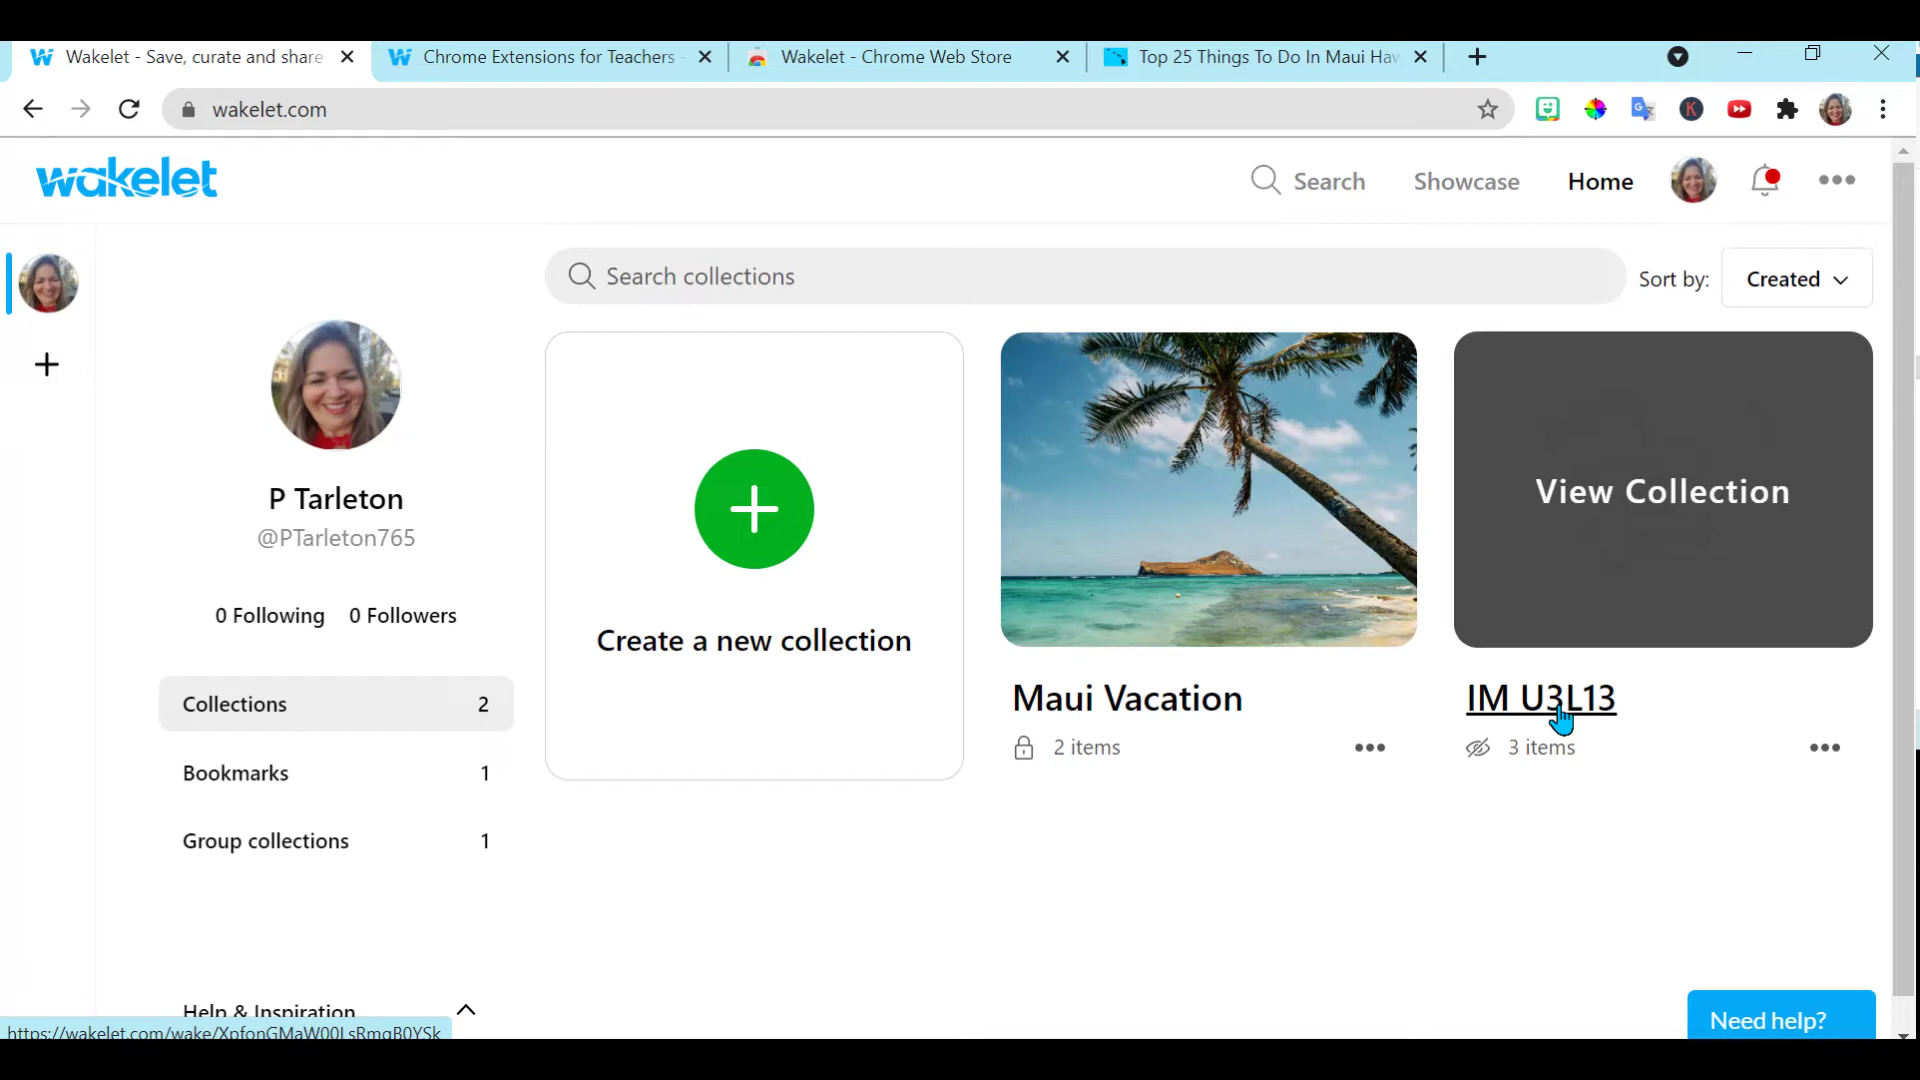 Wakelet - Save, curate and share
Chrome Extensions for Teachers -
Wakelet - Chrome Web Store
Top 25 Things To Do In Maui Haw
wakelet.com
wakelet
Search
Showcase
Home
Search collections
Sort by:
Created
P Tarleton
@PTarleton765
0 Following 0 Followers
Collections 2
Bookmarks 1
Group collections 1
Create a new collection
Maui Vacation
2 items
View Collection
IM U3L13
3 items
Help & Inspiration
Need help?
https://wakelet.com/wake/XpfonGMaW00LsRmgB0YSk